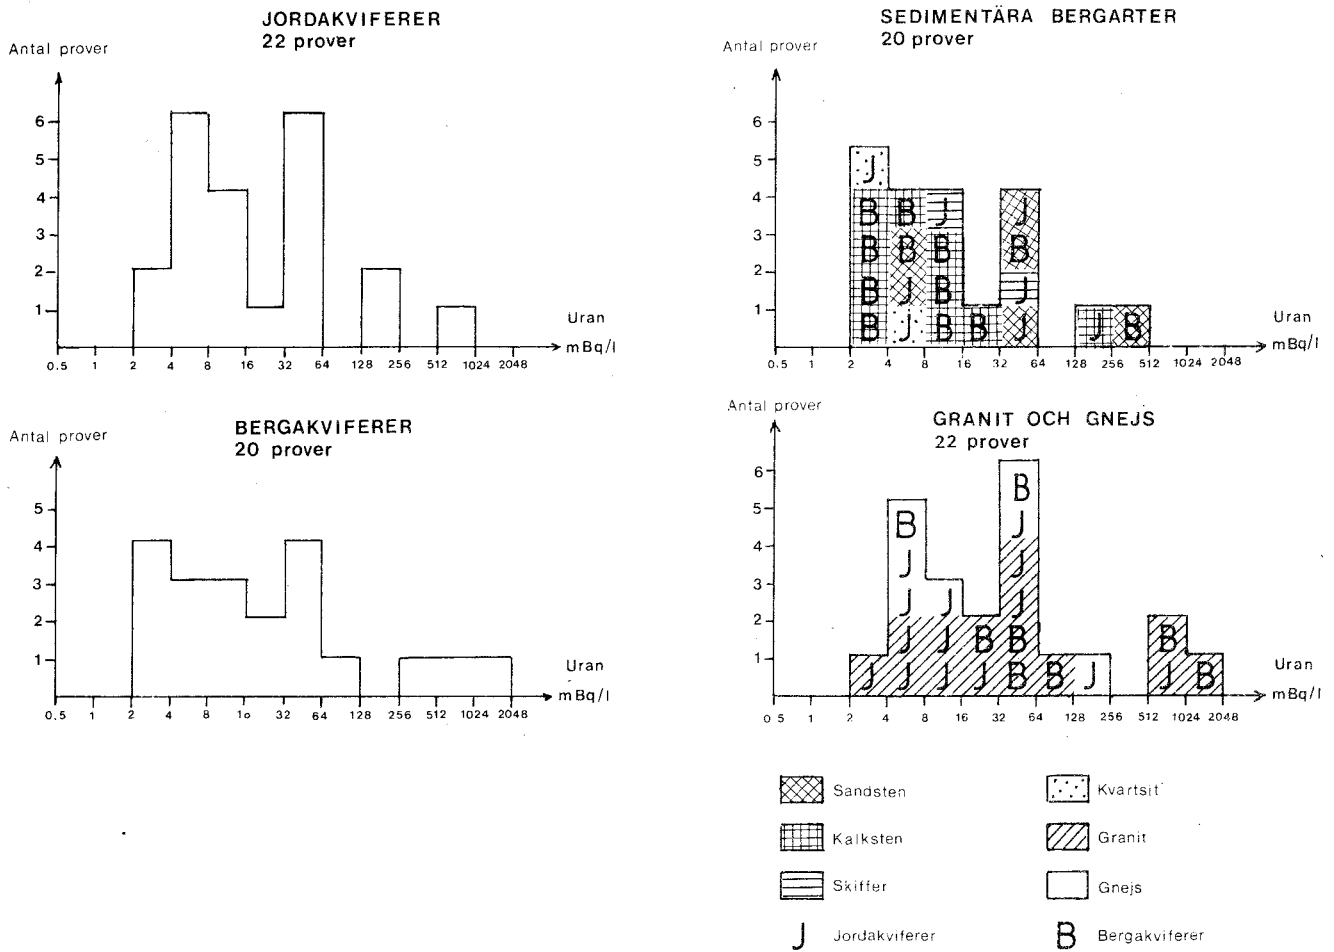 JORDAKVIFERER
22 prover
Antal prover
6
5
4
3
2
1
Uran
mBq/l
0.5 1 2 4 8 16 32 64 128 256 512 1024 2048
SEDIMENTÄRA BERGARTER
20 prover
Antal prover
6
5
4
3
2
1
J
B B J J
B B B B
B J B J
B J B B J J B
Uran
mBq/l
0.5 1 2 4 8 16 32 64 128 256 512 1024 2048
BERGAKVIFERER
20 prover
Antal prover
5
4
3
2
1
Uran
mBq/l
0.5 1 2 4 8 1o 32 64 128 256 512 1024 2048
GRANIT OCH GNEJS
22 prover
Antal prover
6
5
4
3
2
1
B
B J
J J
J J J
J J B B B
J J J J B B J J B
Uran
mBq/l
0 5 1 2 4 8 16 32 64 128 256 512 1024 2048
Sandsten
Kvartsit
Kalksten
Granit
Skiffer
Gnejs
J Jordakviferer
B Bergakviferer